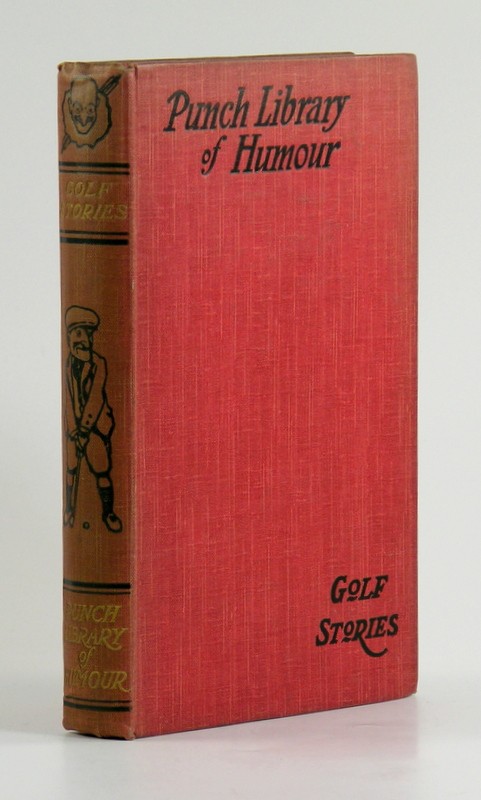 Punch Library
of Humour
GOLF
STORIES
GOLF
STORIES
PUNCH
LIBRARY
of
HUMOUR